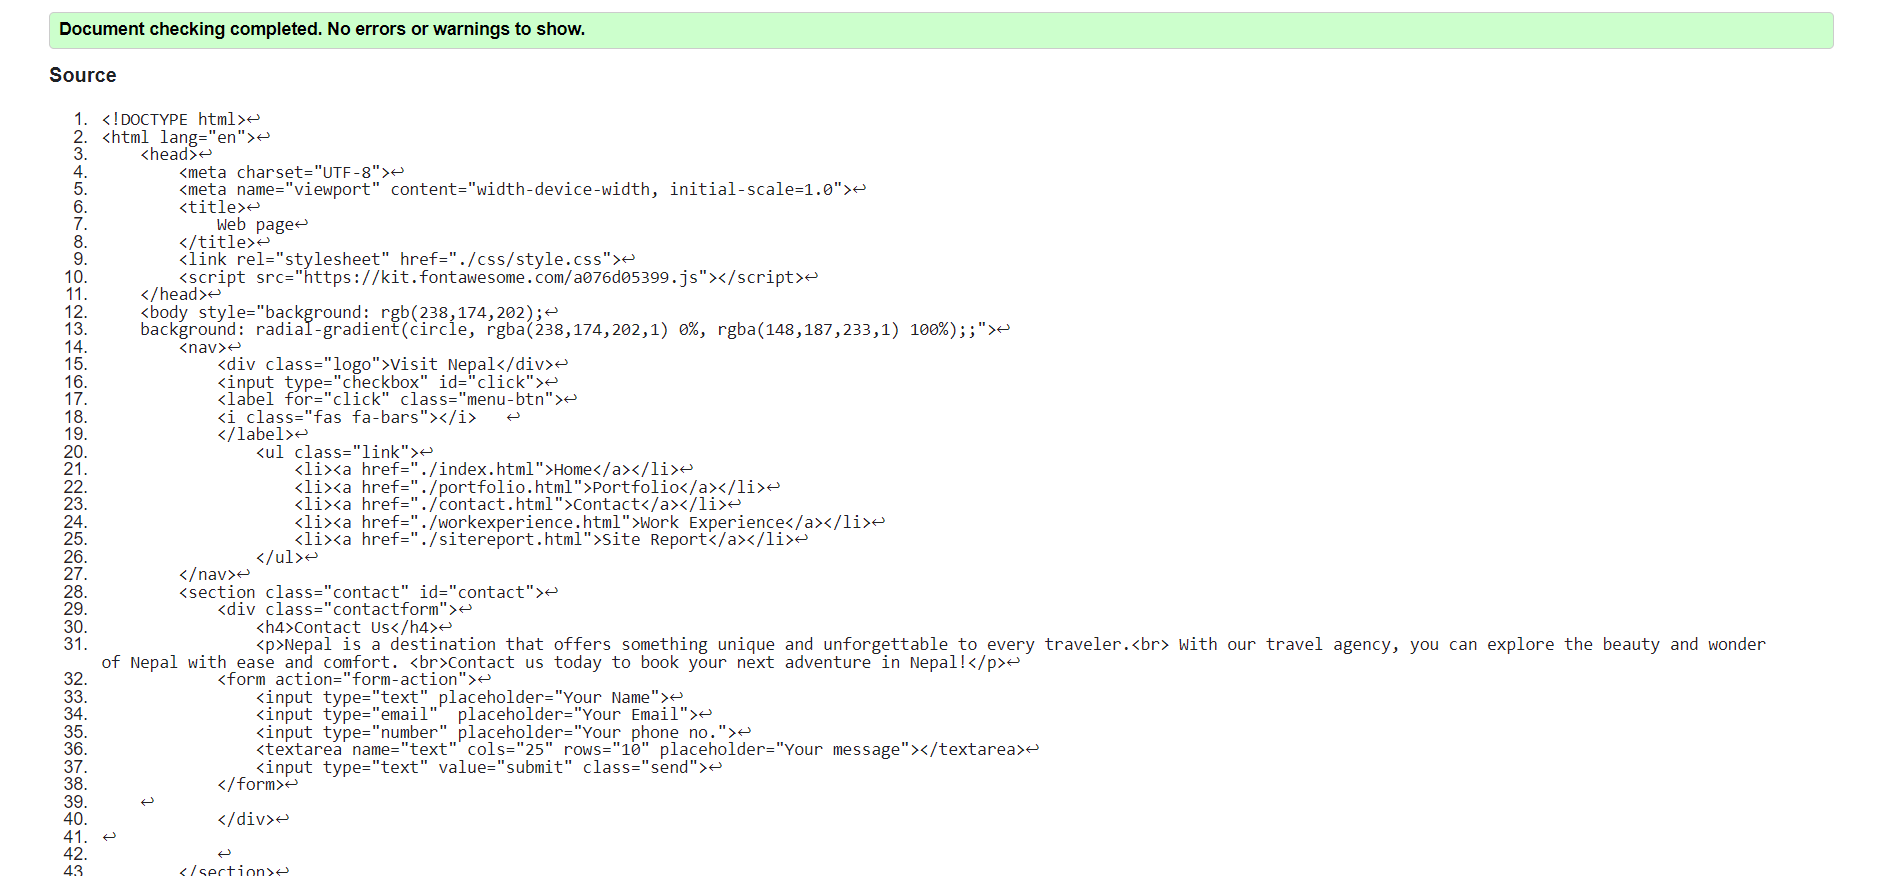 Document checking completed. No errors or warnings to show.
Source
1. <!DOCTYPE html>↩
2. <html lang="en">↩
3.     <head>↩
4.         <meta charset="UTF-8">↩
5.         <meta name="viewport" content="width-device-width, initial-scale=1.0">↩
6.         <title>↩
7.             Web page↩
8.         </title>↩
9.         <link rel="stylesheet" href="./css/style.css">↩
10.         <script src="https://kit.fontawesome.com/a076d05399.js"></script>↩
11.     </head>↩
12.     <body style="background: rgb(238,174,202);↩
13.     background: radial-gradient(circle, rgba(238,174,202,1) 0%, rgba(148,187,233,1) 100%);;">↩
14.         <nav>↩
15.             <div class="logo">Visit Nepal</div>↩
16.             <input type="checkbox" id="click">↩
17.             <label for="click" class="menu-btn">↩
18.             <i class="fas fa-bars"></i>   ↩
19.             </label>↩
20.                 <ul class="link">↩
21.                     <li><a href="./index.html">Home</a></li>↩
22.                     <li><a href="./portfolio.html">Portfolio</a></li>↩
23.                     <li><a href="./contact.html">Contact</a></li>↩
24.                     <li><a href="./workexperience.html">Work Experience</a></li>↩
25.                     <li><a href="./sitereport.html">Site Report</a></li>↩
26.                 </ul>↩
27.         </nav>↩
28.         <section class="contact" id="contact">↩
29.             <div class="contactform">↩
30.                 <h4>Contact Us</h4>↩
31.                 <p>Nepal is a destination that offers something unique and unforgettable to every traveler.<br> With our travel agency, you can explore the beauty and wonder
of Nepal with ease and comfort. <br>Contact us today to book your next adventure in Nepal!</p>↩
32.             <form action="form-action">↩
33.                 <input type="text" placeholder="Your Name">↩
34.                 <input type="email"  placeholder="Your Email">↩
35.                 <input type="number" placeholder="Your phone no.">↩
36.                 <textarea name="text" cols="25" rows="10" placeholder="Your message"></textarea>↩
37.                 <input type="text" value="submit" class="send">↩
38.             </form>↩
39.     ↩
40.             </div>↩
41. ↩
42.             ↩
43         </section>↩